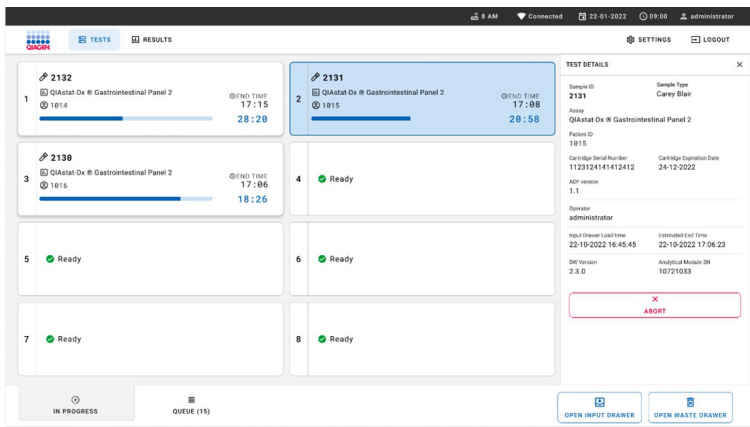 8 AM Connected 22-01-2022 09:00 administrator
QIAGEN TESTS RESULTS SETTINGS LOGOUT
1
2132
QIAstat-Dx ® Gastrointestinal Panel 2
1014
END TIME
17:15
28:20
2
2131
QIAstat-Dx ® Gastrointestinal Panel 2
1015
END TIME
17:08
20:58
3
2130
QIAstat-Dx ® Gastrointestinal Panel 2
1016
END TIME
17:06
18:26
4 Ready
5 Ready
6 Ready
7 Ready
8 Ready
TEST DETAILS
Sample ID Sample Type
2131 Carey Blair
Assay
QIAstat-Dx ® Gastrointestinal Panel 2
Patient ID
1015
Cartridge Serial Number Cartridge Expiration Date
1123124141412412 24-12-2022
ADF version
1.1
Operator
administrator
Input Drawer Load time Estimated End Time
22-10-2022 16:45:45 22-10-2022 17:06:23
SW Version Analytical Module SN
2.3.0 10721033
ABORT
IN PROGRESS QUEUE (15) OPEN INPUT DRAWER OPEN WASTE DRAWER